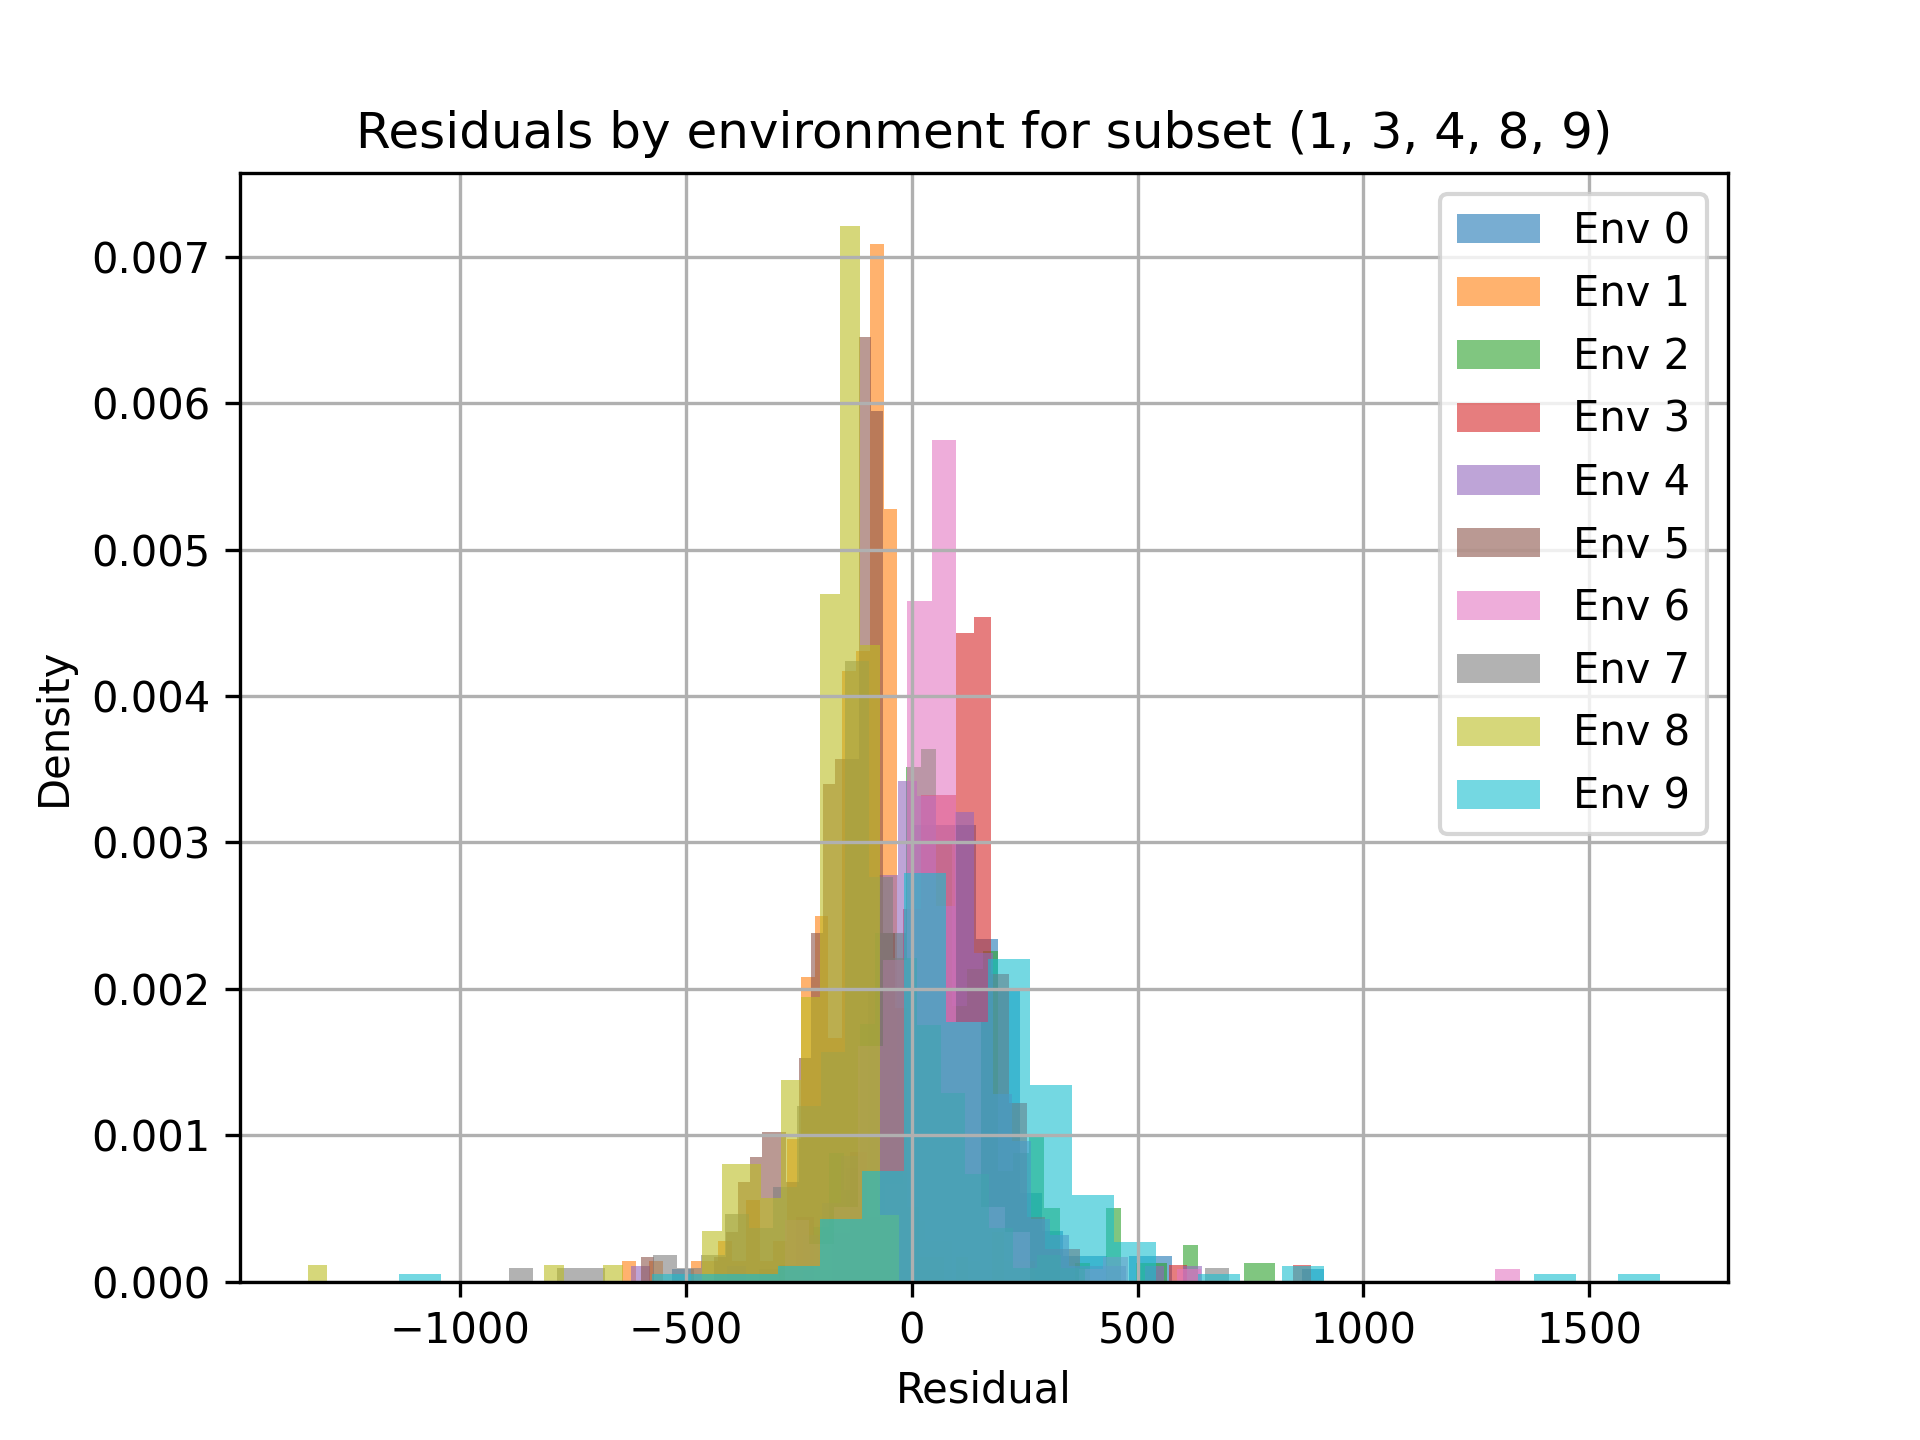 Residuals by environment for subset (1, 3, 4, 8, 9)
Env 0
Env 1
Env 2
Env 3
Env 4
Env 5
Env 6
Env 7
Env 8
Env 9
Density
0.007
0.006
0.005
0.004
0.003
0.002
0.001
0.000
−1000 −500 0 500 1000 1500
Residual